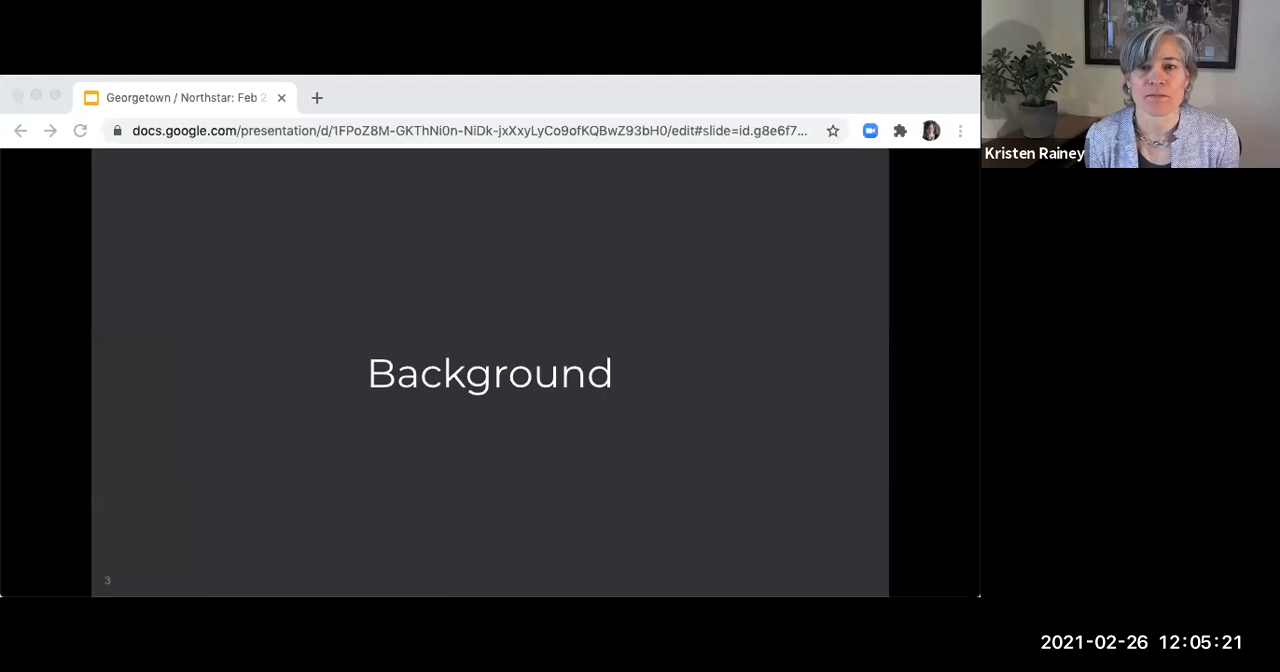 Georgetown / Northstar: Feb 2
docs.google.com/presentation/d/1FPoZ8M-GKThNi0n-NiDk-jxXxyLyCo9ofKQBwZ93bH0/edit#slide=id.g8e6f7...
Kristen Rainey
Background
3
2021-02-26 12:05:21